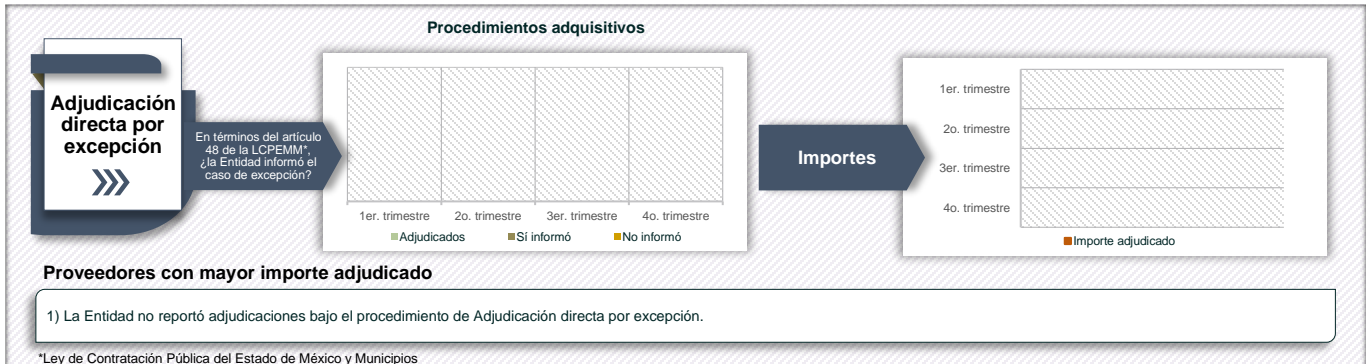 Procedimientos adquisitivos
Adjudicación
directa por
excepción
En términos del artículo
48 de la LCPEMM*,
¿la Entidad informó el
caso de excepción?
1er. trimestre 2o. trimestre 3er. trimestre 4o. trimestre
Adjudicados Sí informó No informó
Importes
1er. trimestre
2o. trimestre
3er. trimestre
4o. trimestre
Importe adjudicado
Proveedores con mayor importe adjudicado
1) La Entidad no reportó adjudicaciones bajo el procedimiento de Adjudicación directa por excepción.
*Ley de Contratación Pública del Estado de México y Municipios